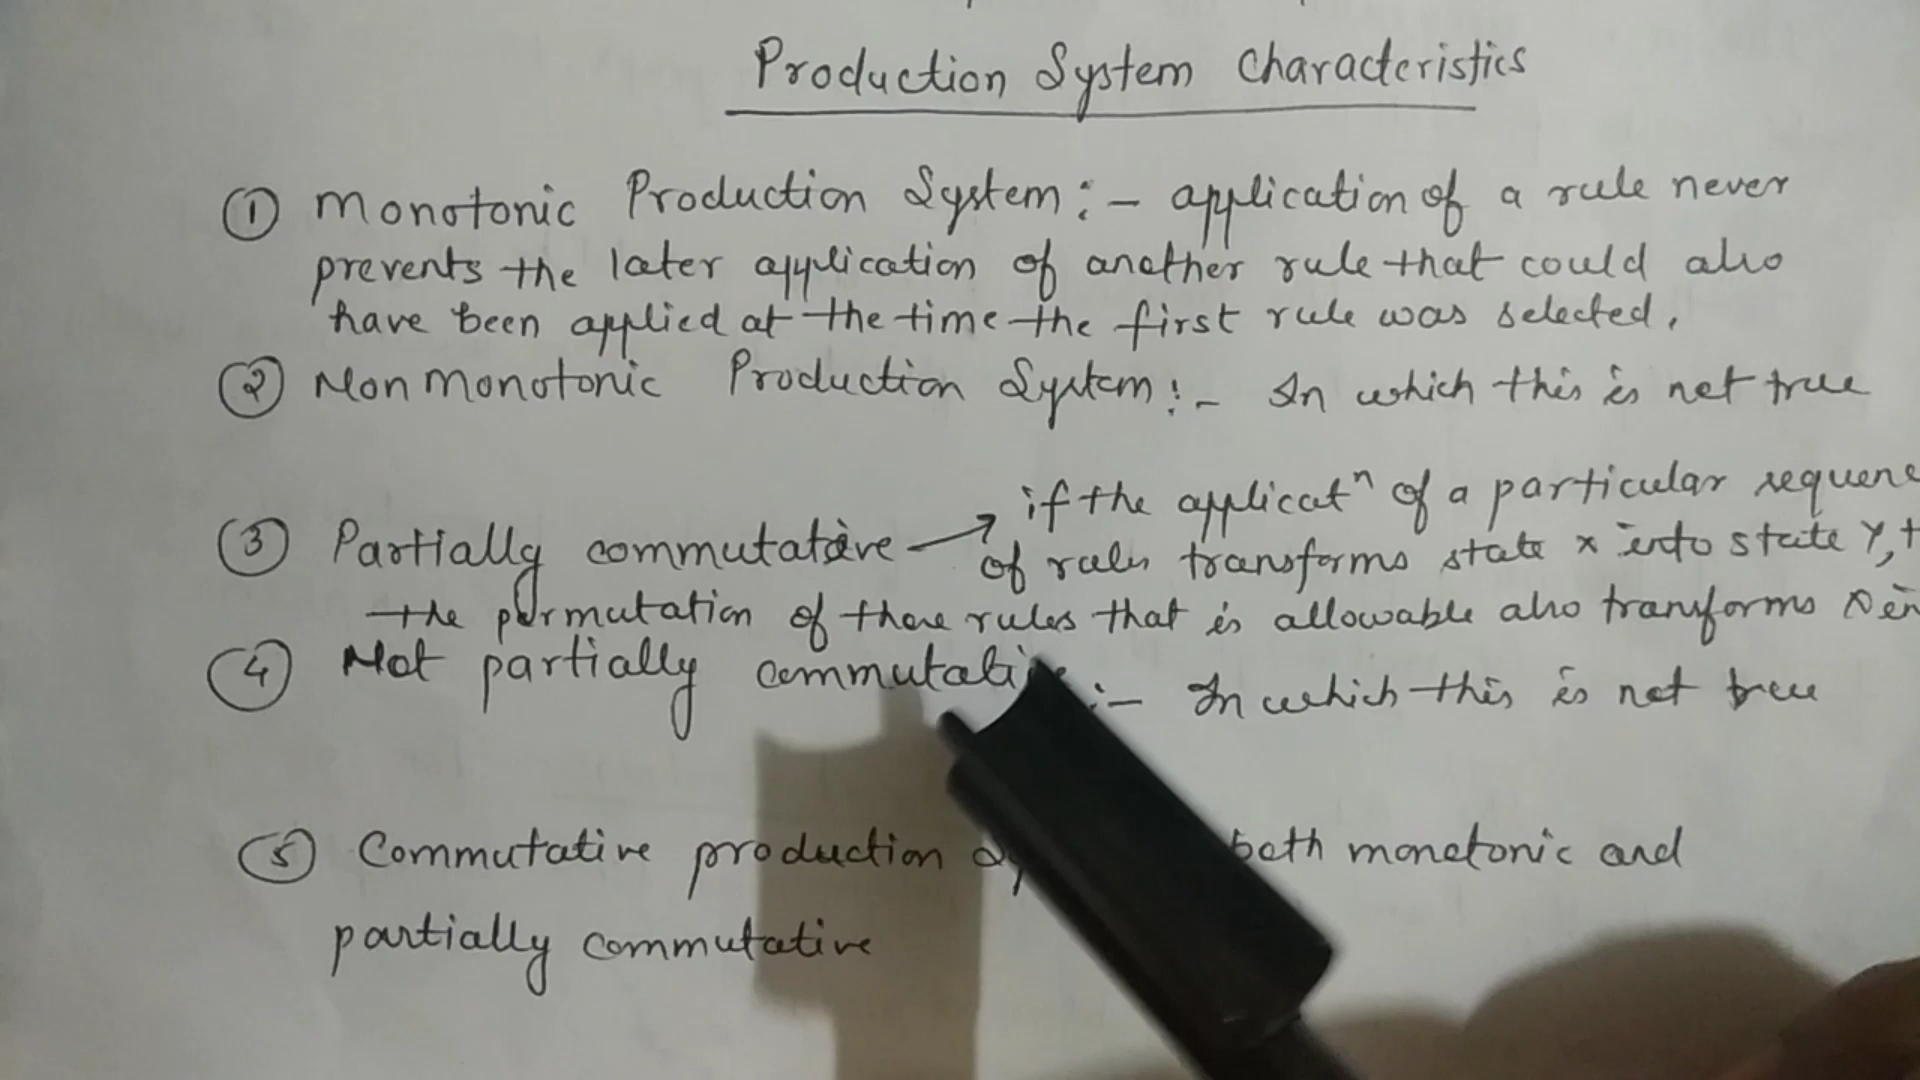 Production System Characteristics
① Monotonic Production System :- application of a rule never
prevents the later application of another rule that could also
have been applied at the time the first rule was selected.
② Non monotonic Production System :- In which this is not true
③ Partially commutative → if the applicatⁿ of a particular sequenc
of rules transforms state x into state Y, t
the permutation of those rules that is allowable also transforms x in
④ Not partially commutati :- In which this is not true
⑤ Commutative production Sy both monotonic and
partially commutative